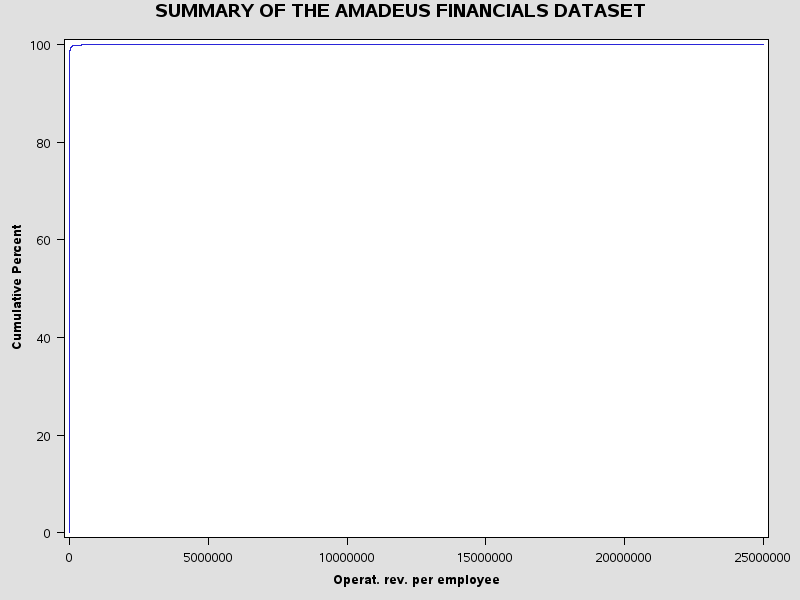 SUMMARY OF THE AMADEUS FINANCIALS DATASET
Cumulative Percent
100
80
60
40
20
0
0 5000000 10000000 15000000 20000000 25000000
Operat. rev. per employee